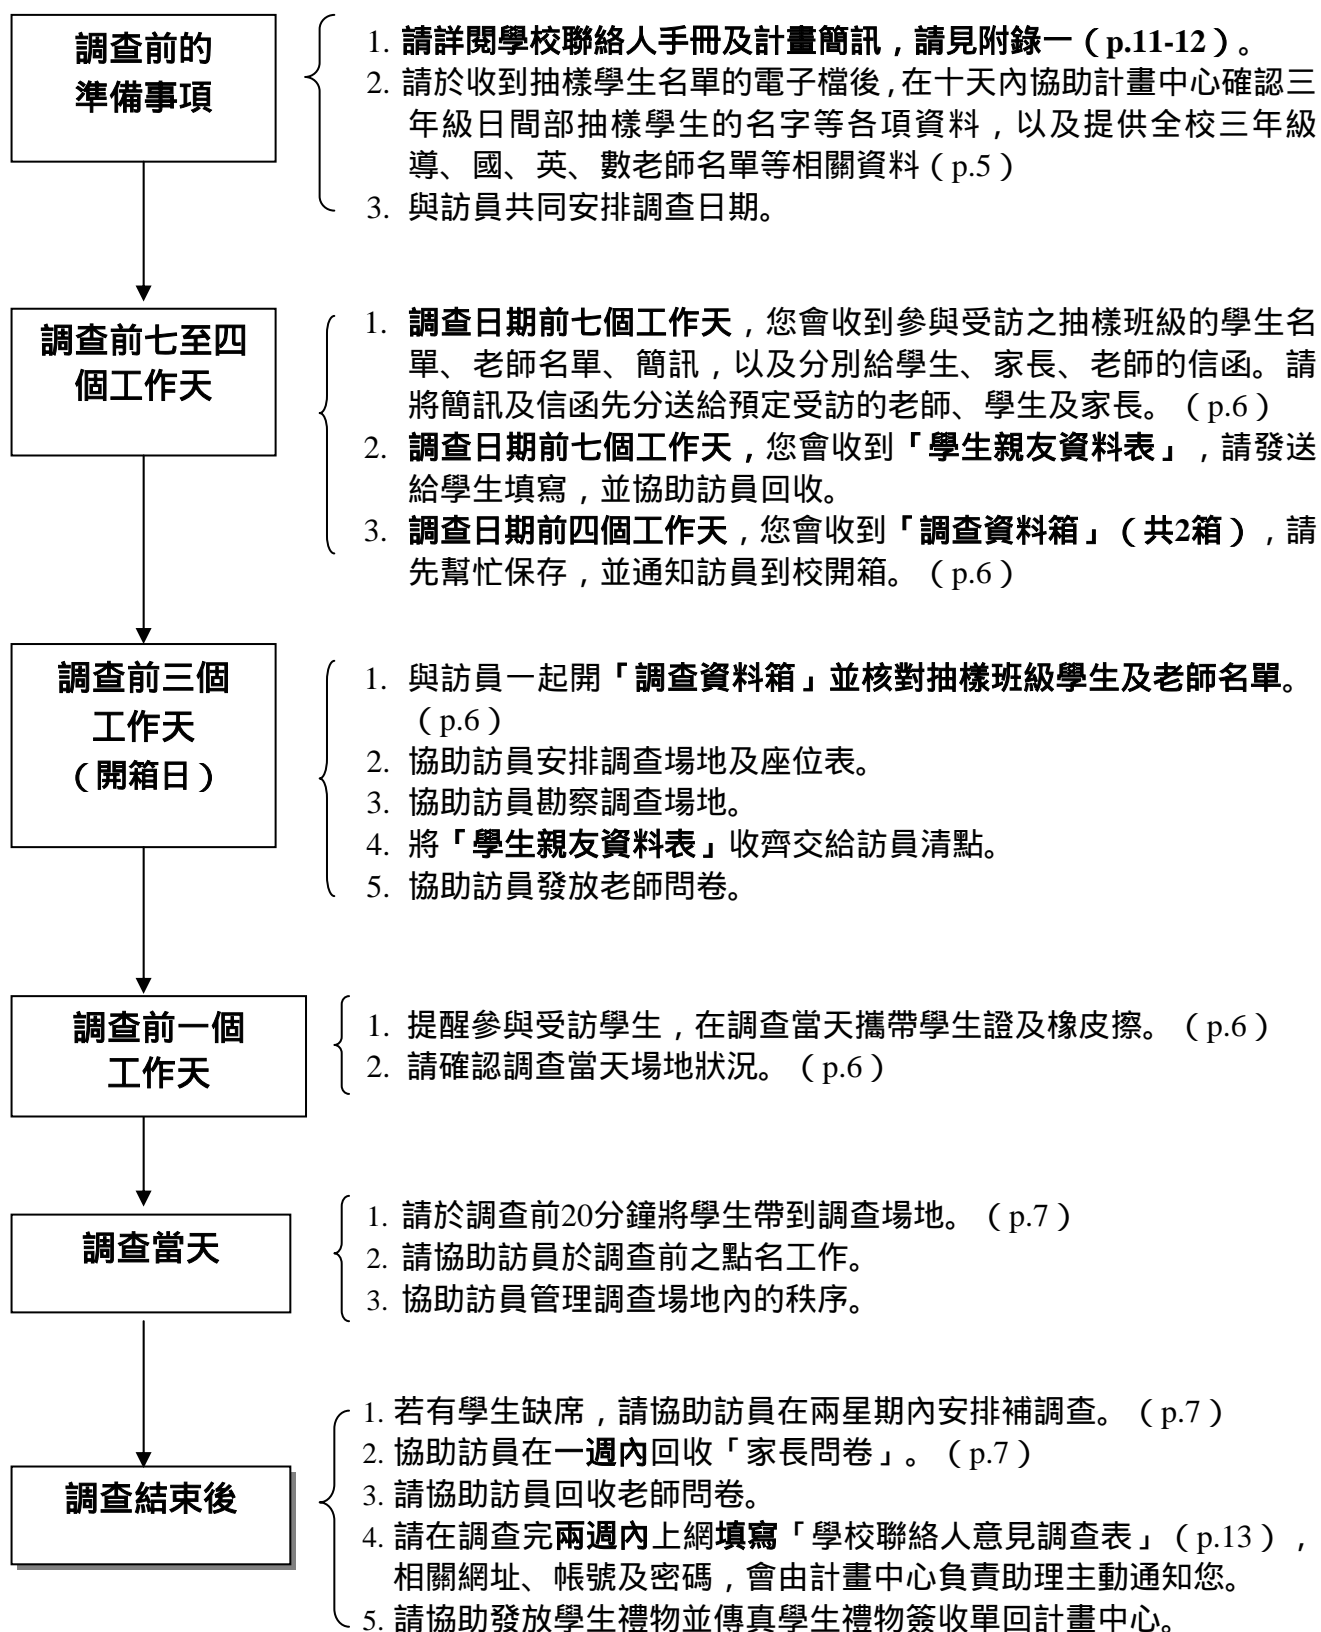 調查前的
準備事項
1. 請詳閱學校聯絡人手冊及計畫簡訊，請見附錄一（p.11-12）。
2. 請於收到抽樣學生名單的電子檔後，在十天內協助計畫中心確認三
年級日間部抽樣學生的名字等各項資料，以及提供全校三年級
導、國、英、數老師名單等相關資料（p.5）
3. 與訪員共同安排調查日期。
調查前七至四
個工作天
1. 調查日期前七個工作天，您會收到參與受訪之抽樣班級的學生名
單、老師名單、簡訊，以及分別給學生、家長、老師的信函。請
將簡訊及信函先分送給預定受訪的老師、學生及家長。（p.6）
2. 調查日期前七個工作天，您會收到「學生親友資料表」，請發送
給學生填寫，並協助訪員回收。
3. 調查日期前四個工作天，您會收到「調查資料箱」（共2箱），請
先幫忙保存，並通知訪員到校開箱。（p.6）
調查前三個
工作天
（開箱日）
1. 與訪員一起開「調查資料箱」並核對抽樣班級學生及老師名單。
（p.6）
2. 協助訪員安排調查場地及座位表。
3. 協助訪員勘察調查場地。
4. 將「學生親友資料表」收齊交給訪員清點。
5. 協助訪員發放老師問卷。
調查前一個
工作天
1. 提醒參與受訪學生，在調查當天攜帶學生證及橡皮擦。（p.6）
2. 請確認調查當天場地狀況。（p.6）
調查當天
1. 請於調查前20分鐘將學生帶到調查場地。（p.7）
2. 請協助訪員於調查前之點名工作。
3. 協助訪員管理調查場地內的秩序。
調查結束後
1. 若有學生缺席，請協助訪員在兩星期內安排補調查。（p.7）
2. 協助訪員在一週內回收「家長問卷」。（p.7）
3. 請協助訪員回收老師問卷。
4. 請在調查完兩週內上網填寫「學校聯絡人意見調查表」（p.13），
相關網址、帳號及密碼，會由計畫中心負責助理主動通知您。
5. 請協助發放學生禮物並傳真學生禮物簽收單回計畫中心。